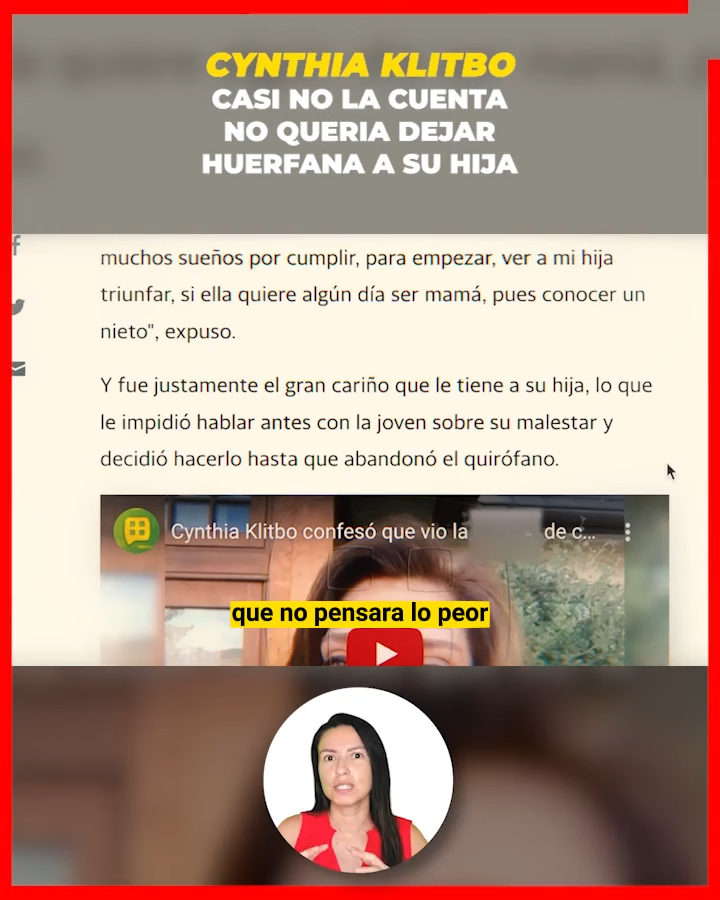 CYNTHIA KLITBO
CASI NO LA CUENTA
NO QUERIA DEJAR
HUERFANA A SU HIJA
muchos sueños por cumplir, para empezar, ver a mi hija
triunfar, si ella quiere algún día ser mamá, pues conocer un
nieto", expuso.
Y fue justamente el gran cariño que le tiene a su hija, lo que
le impidió hablar antes con la joven sobre su malestar y
decidió hacerlo hasta que abandonó el quirófano.
Cynthia Klitbo confesó que vio la de c...
que no pensara lo peor